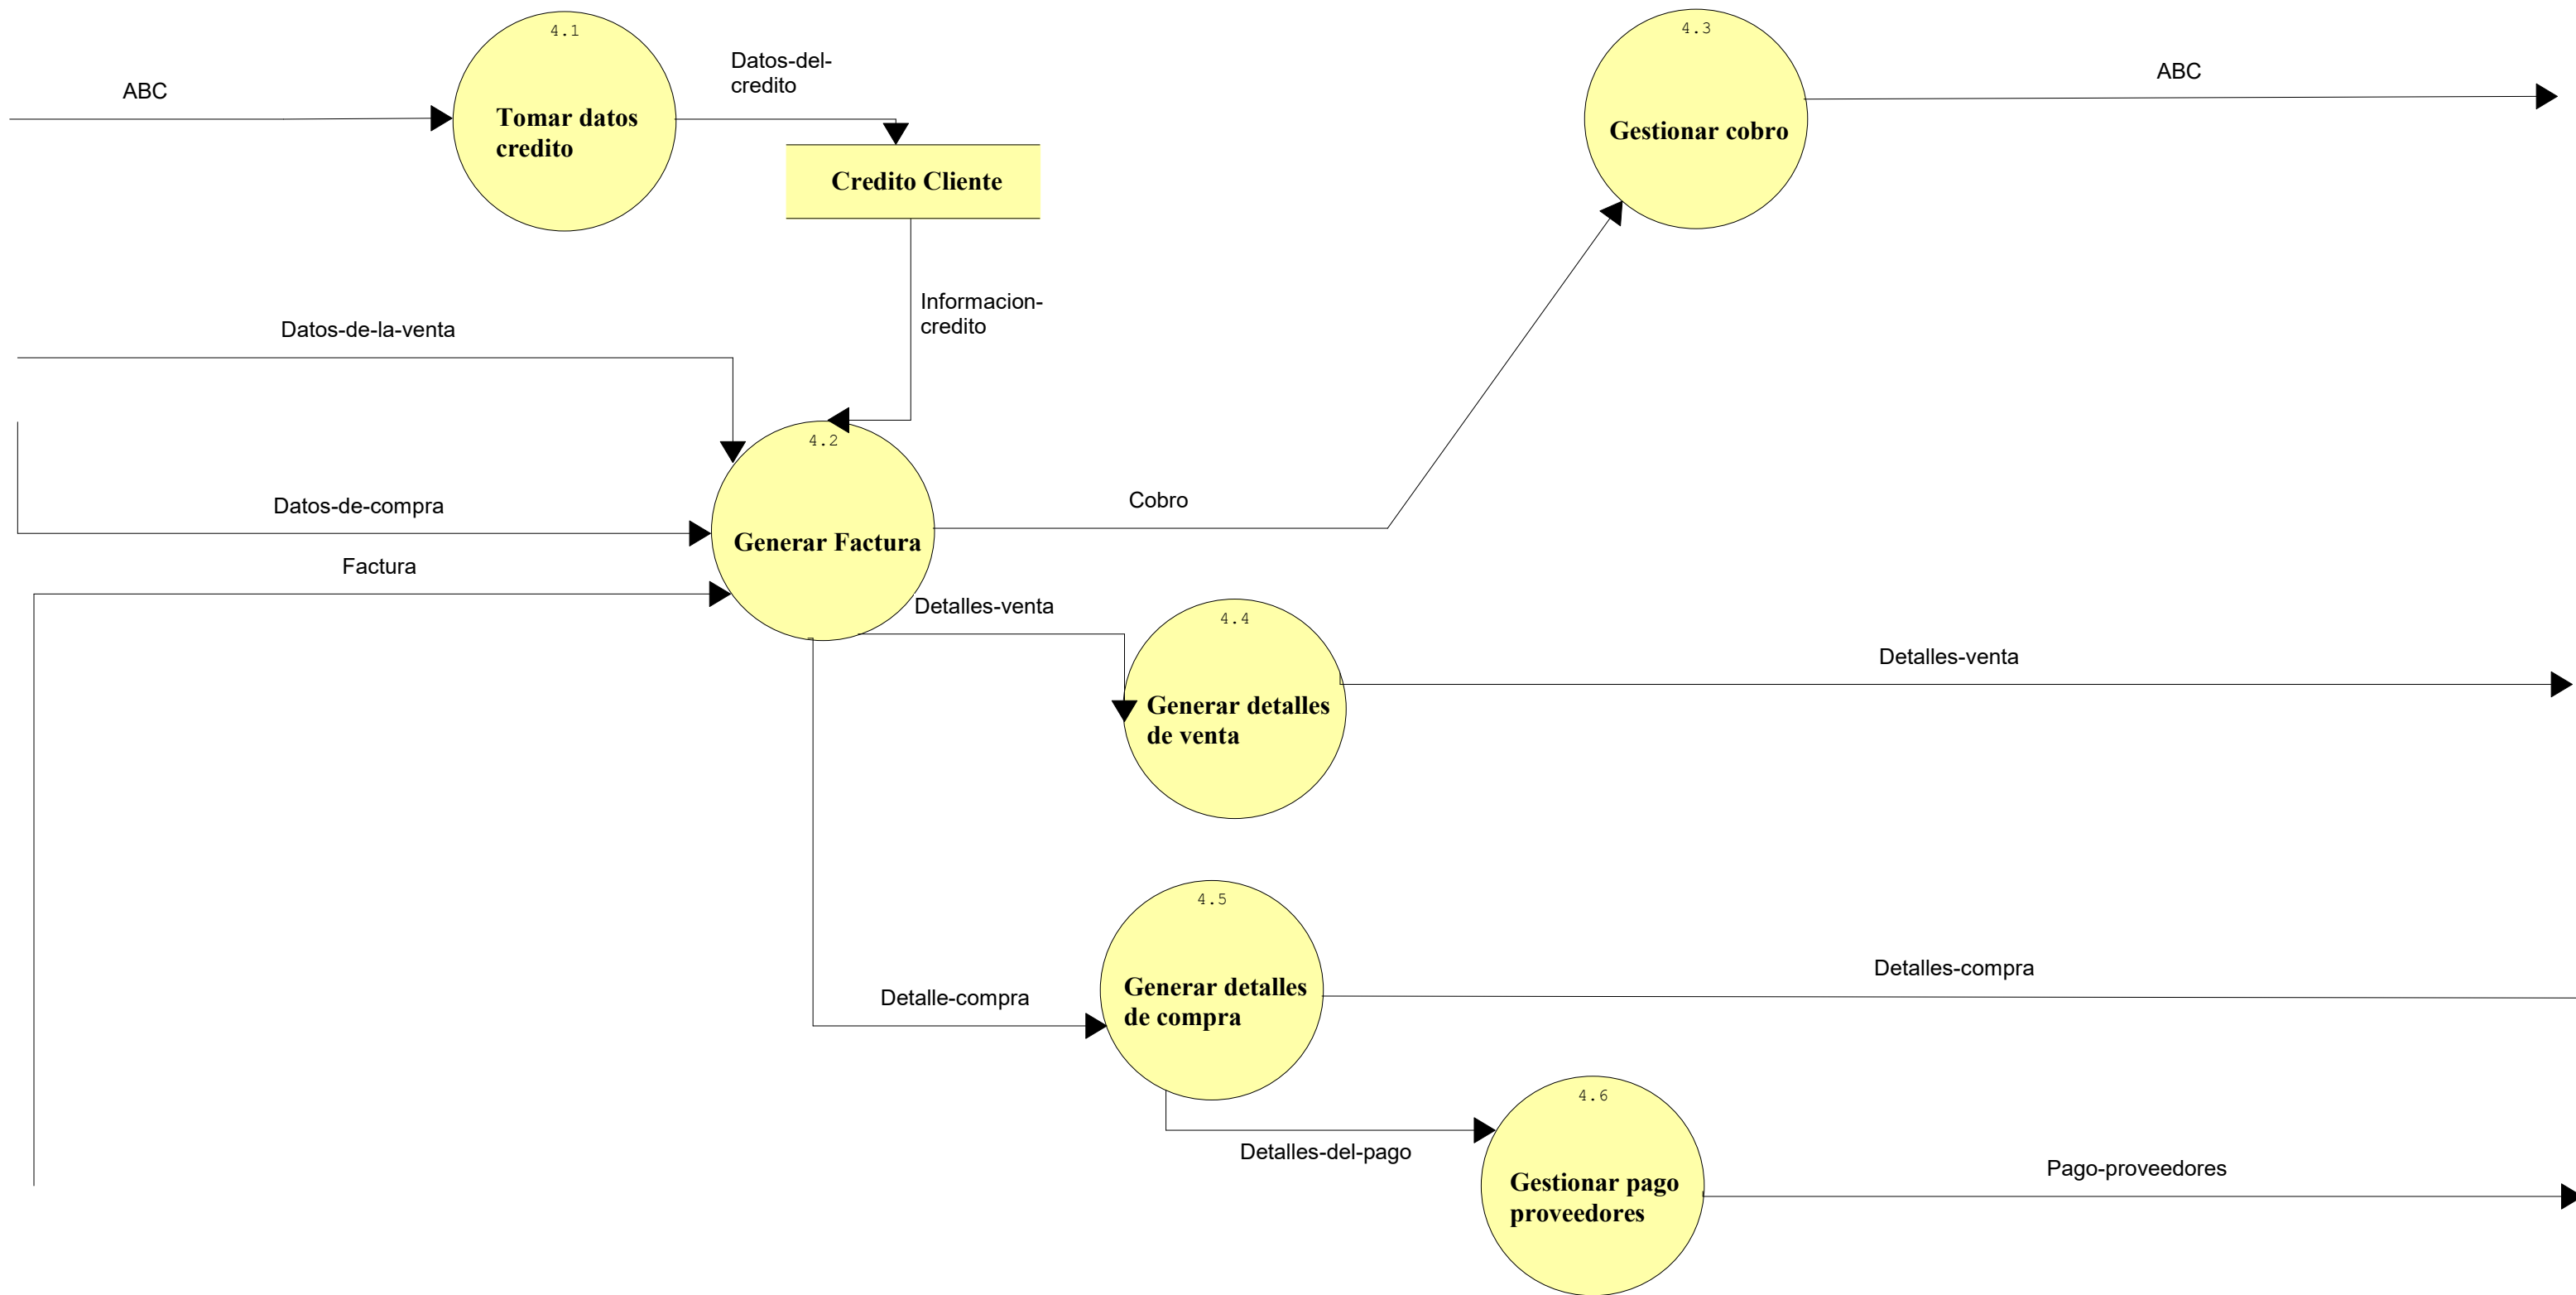 4.1
ABC
Tomar datos
credito
Datos-del-
credito
Credito Cliente
4.3
Gestionar cobro
ABC
Informacion-
credito
Datos-de-la-venta
4.2
Generar Factura
Datos-de-compra
Factura
Cobro
Detalles-venta
4.4
Generar detalles
de venta
Detalles-venta
4.5
Generar detalles
de compra
Detalle-compra
Detalles-compra
Detalles-del-pago
4.6
Gestionar pago
proveedores
Pago-proveedores